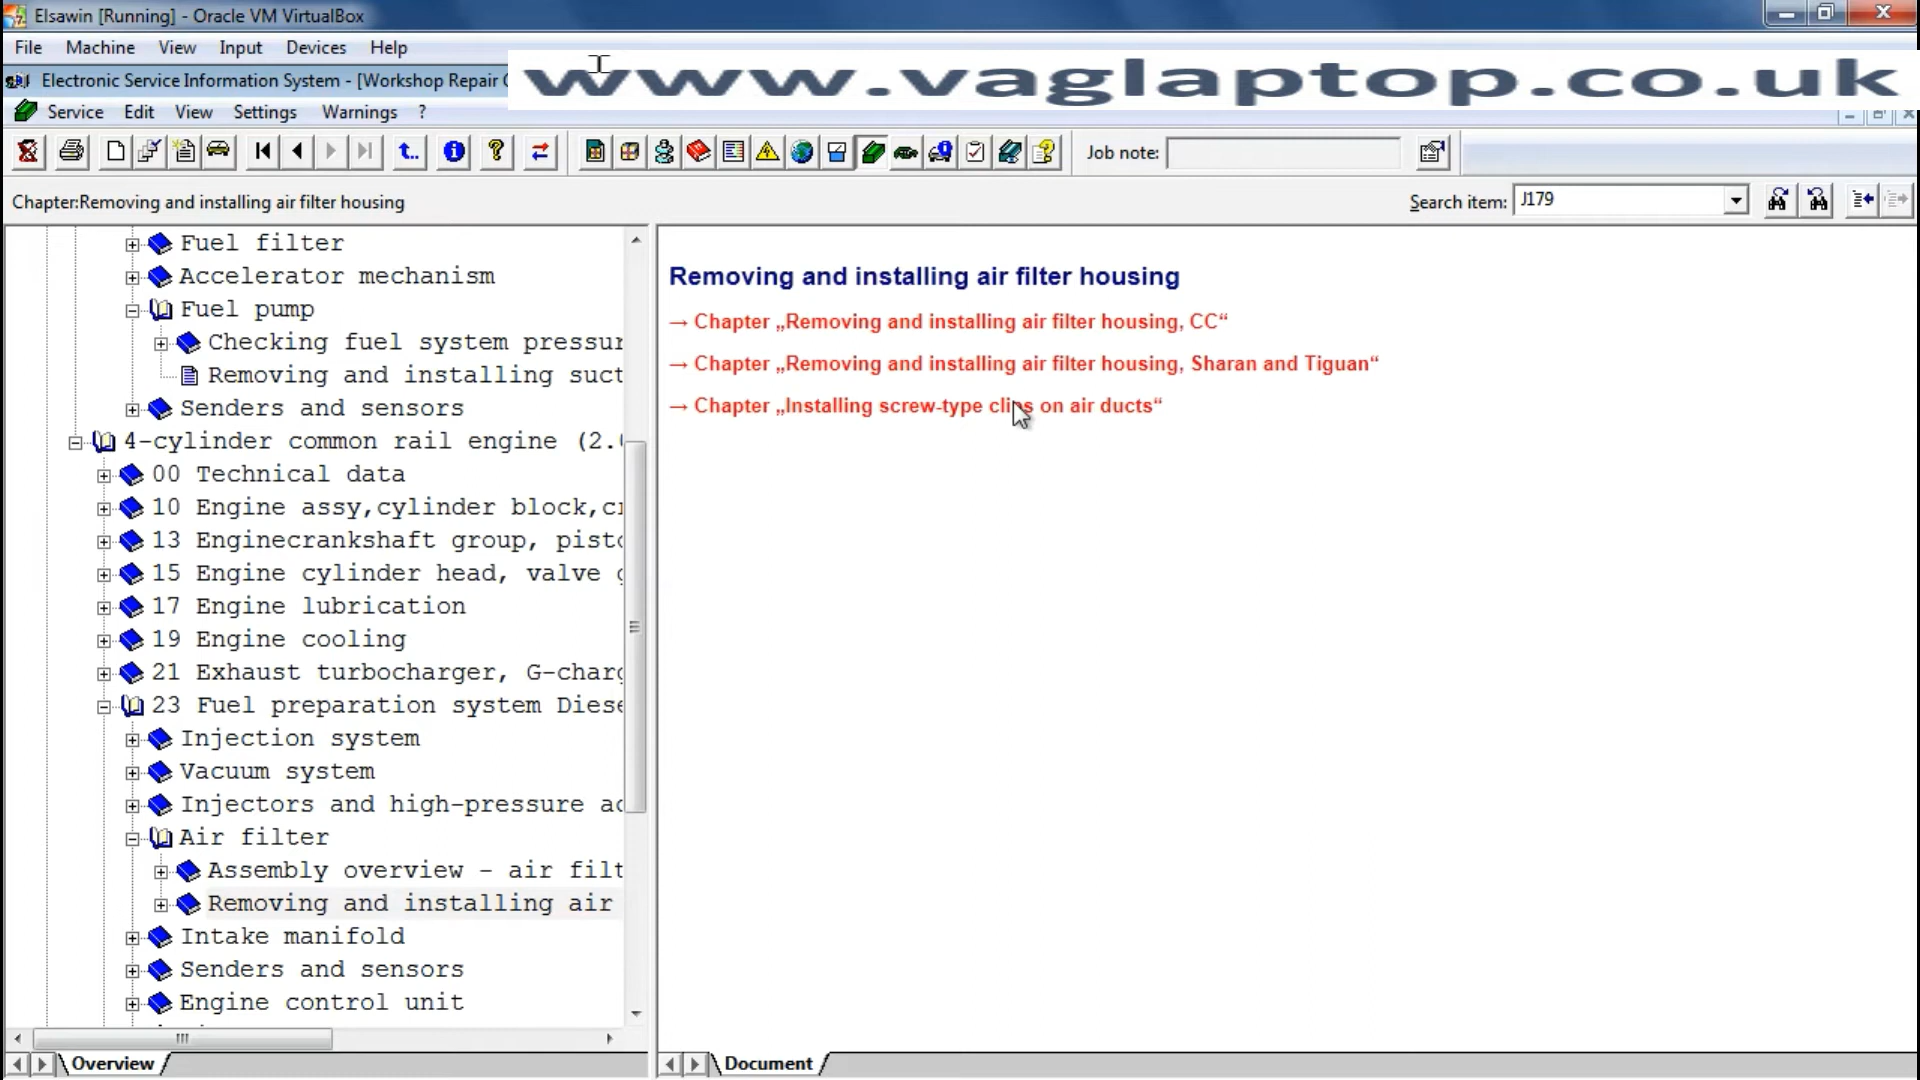 Elsawin [Running] - Oracle VM VirtualBox
File Machine View Input Devices Help
www.vaglaptop.co.uk
Electronic Service Information System - [Workshop Repair
Service Edit View Settings Warnings ?
Job note:
Chapter:Removing and installing air filter housing
Search item: J179
Fuel filter
Accelerator mechanism
Fuel pump
Checking fuel system pressur
Removing and installing suct
Senders and sensors
4-cylinder common rail engine (2.
00 Technical data
10 Engine assy,cylinder block,c
13 Enginecrankshaft group, pist
15 Engine cylinder head, valve
17 Engine lubrication
19 Engine cooling
21 Exhaust turbocharger, G-charg
23 Fuel preparation system Diese
Injection system
Vacuum system
Injectors and high-pressure ac
Air filter
Assembly overview - air filt
Removing and installing air
Intake manifold
Senders and sensors
Engine control unit
Overview
Removing and installing air filter housing
→ Chapter „Removing and installing air filter housing, CC“
→ Chapter „Removing and installing air filter housing, Sharan and Tiguan“
→ Chapter „Installing screw-type clips on air ducts“
Document